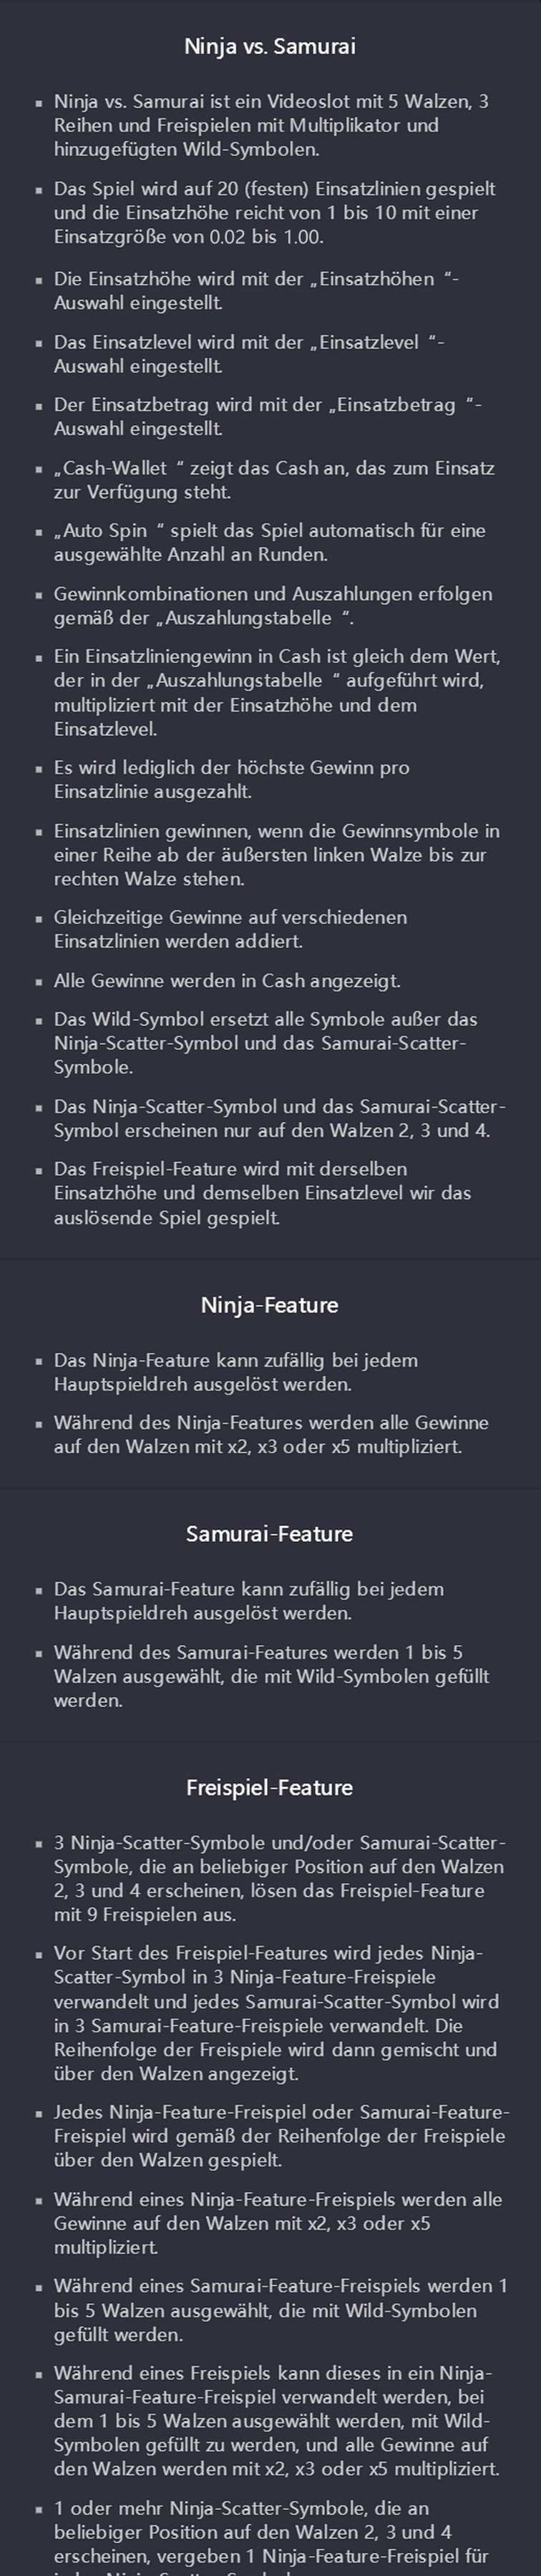 Ninja vs. Samurai
▪ Ninja vs. Samurai ist ein Videoslot mit 5 Walzen, 3
Reihen und Freispielen mit Multiplikator und
hinzugefügten Wild-Symbolen.
▪ Das Spiel wird auf 20 (festen) Einsatzlinien gespielt
und die Einsatzhöhe reicht von 1 bis 10 mit einer
Einsatzgröße von 0.02 bis 1.00.
▪ Die Einsatzhöhe wird mit der „Einsatzhöhen “-
Auswahl eingestellt.
▪ Das Einsatzlevel wird mit der „Einsatzlevel “-
Auswahl eingestellt.
▪ Der Einsatzbetrag wird mit der „Einsatzbetrag “-
Auswahl eingestellt.
▪ „Cash-Wallet “ zeigt das Cash an, das zum Einsatz
zur Verfügung steht.
▪ „Auto Spin “ spielt das Spiel automatisch für eine
ausgewählte Anzahl an Runden.
▪ Gewinnkombinationen und Auszahlungen erfolgen
gemäß der „Auszahlungstabelle “.
▪ Ein Einsatzliniengewinn in Cash ist gleich dem Wert,
der in der „Auszahlungstabelle “ aufgeführt wird,
multipliziert mit der Einsatzhöhe und dem
Einsatzlevel.
▪ Es wird lediglich der höchste Gewinn pro
Einsatzlinie ausgezahlt.
▪ Einsatzlinien gewinnen, wenn die Gewinnsymbole in
einer Reihe ab der äußersten linken Walze bis zur
rechten Walze stehen.
▪ Gleichzeitige Gewinne auf verschiedenen
Einsatzlinien werden addiert.
▪ Alle Gewinne werden in Cash angezeigt.
▪ Das Wild-Symbol ersetzt alle Symbole außer das
Ninja-Scatter-Symbol und das Samurai-Scatter-
Symbole.
▪ Das Ninja-Scatter-Symbol und das Samurai-Scatter-
Symbol erscheinen nur auf den Walzen 2, 3 und 4.
▪ Das Freispiel-Feature wird mit derselben
Einsatzhöhe und demselben Einsatzlevel wir das
auslösende Spiel gespielt.
Ninja-Feature
▪ Das Ninja-Feature kann zufällig bei jedem
Hauptspieldreh ausgelöst werden.
▪ Während des Ninja-Features werden alle Gewinne
auf den Walzen mit x2, x3 oder x5 multipliziert.
Samurai-Feature
▪ Das Samurai-Feature kann zufällig bei jedem
Hauptspieldreh ausgelöst werden.
▪ Während des Samurai-Features werden 1 bis 5
Walzen ausgewählt, die mit Wild-Symbolen gefüllt
werden.
Freispiel-Feature
▪ 3 Ninja-Scatter-Symbole und/oder Samurai-Scatter-
Symbole, die an beliebiger Position auf den Walzen
2, 3 und 4 erscheinen, lösen das Freispiel-Feature
mit 9 Freispielen aus.
▪ Vor Start des Freispiel-Features wird jedes Ninja-
Scatter-Symbol in 3 Ninja-Feature-Freispiele
verwandelt und jedes Samurai-Scatter-Symbol wird
in 3 Samurai-Feature-Freispiele verwandelt. Die
Reihenfolge der Freispiele wird dann gemischt und
über den Walzen angezeigt.
▪ Jedes Ninja-Feature-Freispiel oder Samurai-Feature-
Freispiel wird gemäß der Reihenfolge der Freispiele
über den Walzen gespielt.
▪ Während eines Ninja-Feature-Freispiels werden alle
Gewinne auf den Walzen mit x2, x3 oder x5
multipliziert.
▪ Während eines Samurai-Feature-Freispiels werden 1
bis 5 Walzen ausgewählt, die mit Wild-Symbolen
gefüllt werden.
▪ Während eines Freispiels kann dieses in ein Ninja-
Samurai-Feature-Freispiel verwandelt werden, bei
dem 1 bis 5 Walzen ausgewählt werden, mit Wild-
Symbolen gefüllt zu werden, und alle Gewinne auf
den Walzen werden mit x2, x3 oder x5 multipliziert.
▪ 1 oder mehr Ninja-Scatter-Symbole, die an
beliebiger Position auf den Walzen 2, 3 und 4
erscheinen, vergeben 1 Ninja-Feature-Freispiel für